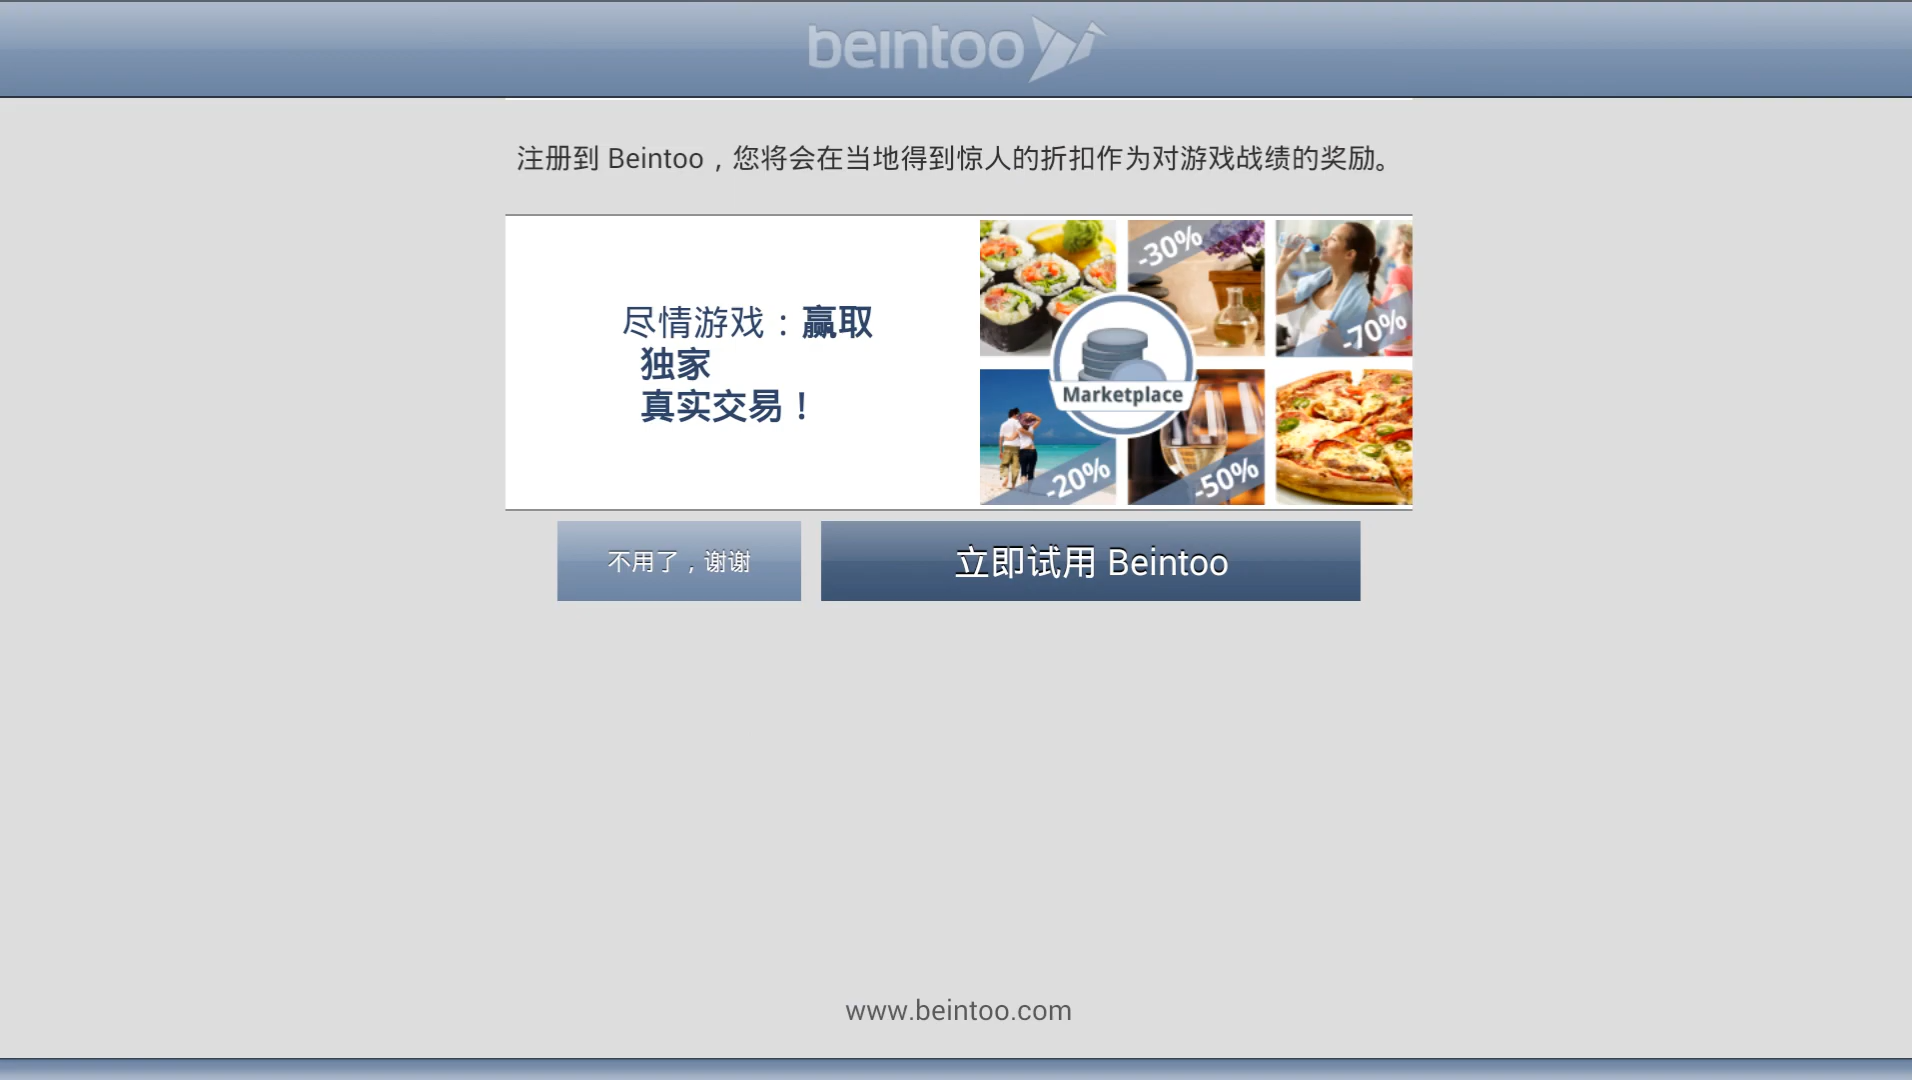 beintoo
注册到 Beintoo，您将会在当地得到惊人的折扣作为对游戏战绩的奖励。
尽情游戏：赢取
独家
真实交易！
-30%
-70%
Marketplace
-20%
-50%
不用了，谢谢
立即试用 Beintoo
www.beintoo.com